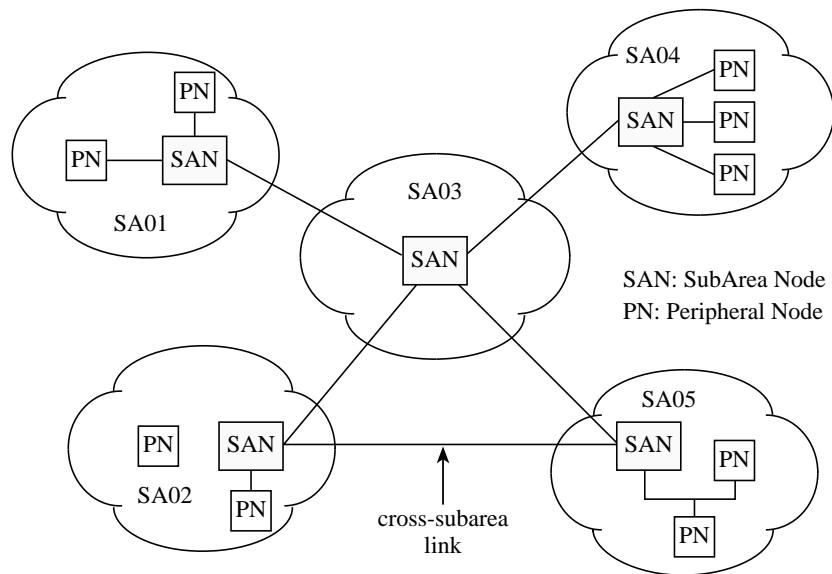 SA04
PN
PN
SAN
PN
PN
PN
SAN
PN
SA03
SA01
SAN
SAN: SubArea Node
PN: Peripheral Node
SA05
PN
SAN
SAN
PN
SA02
PN
PN
cross-subarea
link